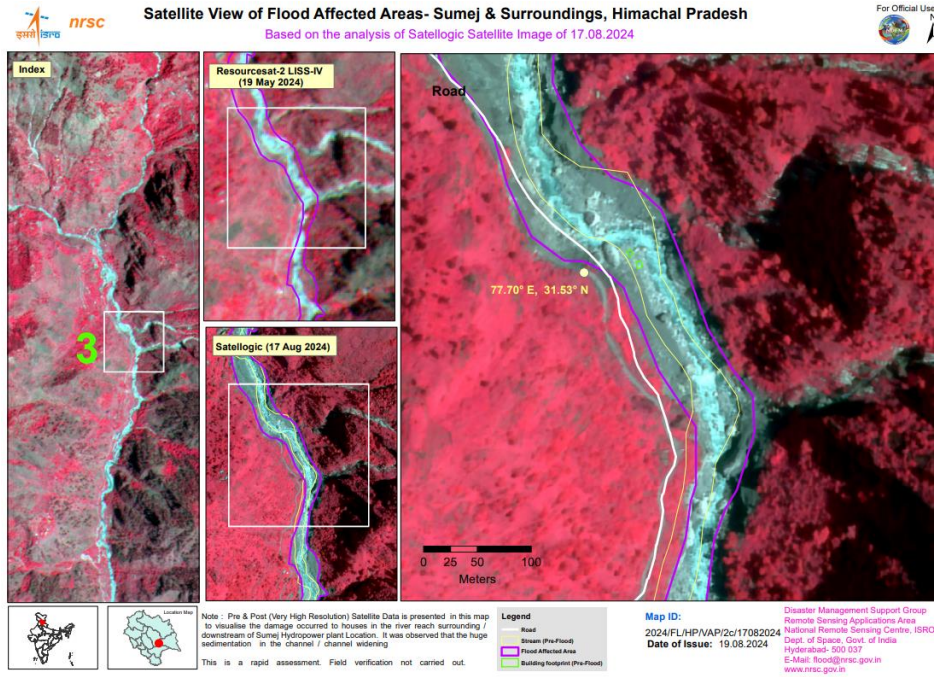 इसरो isro
nrsc
Satellite View of Flood Affected Areas- Sumej & Surroundings, Himachal Pradesh
Based on the analysis of Satellogic Satellite Image of 17.08.2024
For Official Use
N
Index
3
Resourcesat-2 LISS-IV
(19 May 2024)
Satellogic (17 Aug 2024)
Road
77.70° E, 31.53° N
0 25 50 100
Meters
Location Map
Note : Pre & Post (Very High Resolution) Satellite Data is presented in this map
to visualise the damage occurred to houses in the river reach surrounding /
downstream of Sumej Hydropower plant Location. It was observed that the huge
sedimentation in the channel / channel widening
This is a rapid assessment. Field verification not carried out.
Legend
Road
Stream (Pre-Flood)
Flood Affected Area
Building footprint (Pre-Flood)
Map ID:
2024/FL/HP/VAP/2c/17082024
Date of Issue: 19.08.2024
Disaster Management Support Group
Remote Sensing Applications Area
National Remote Sensing Centre, ISRO
Dept. of Space, Govt. of India
Hyderabad- 500 037
E-Mail: flood@nrsc.gov.in
www.nrsc.gov.in